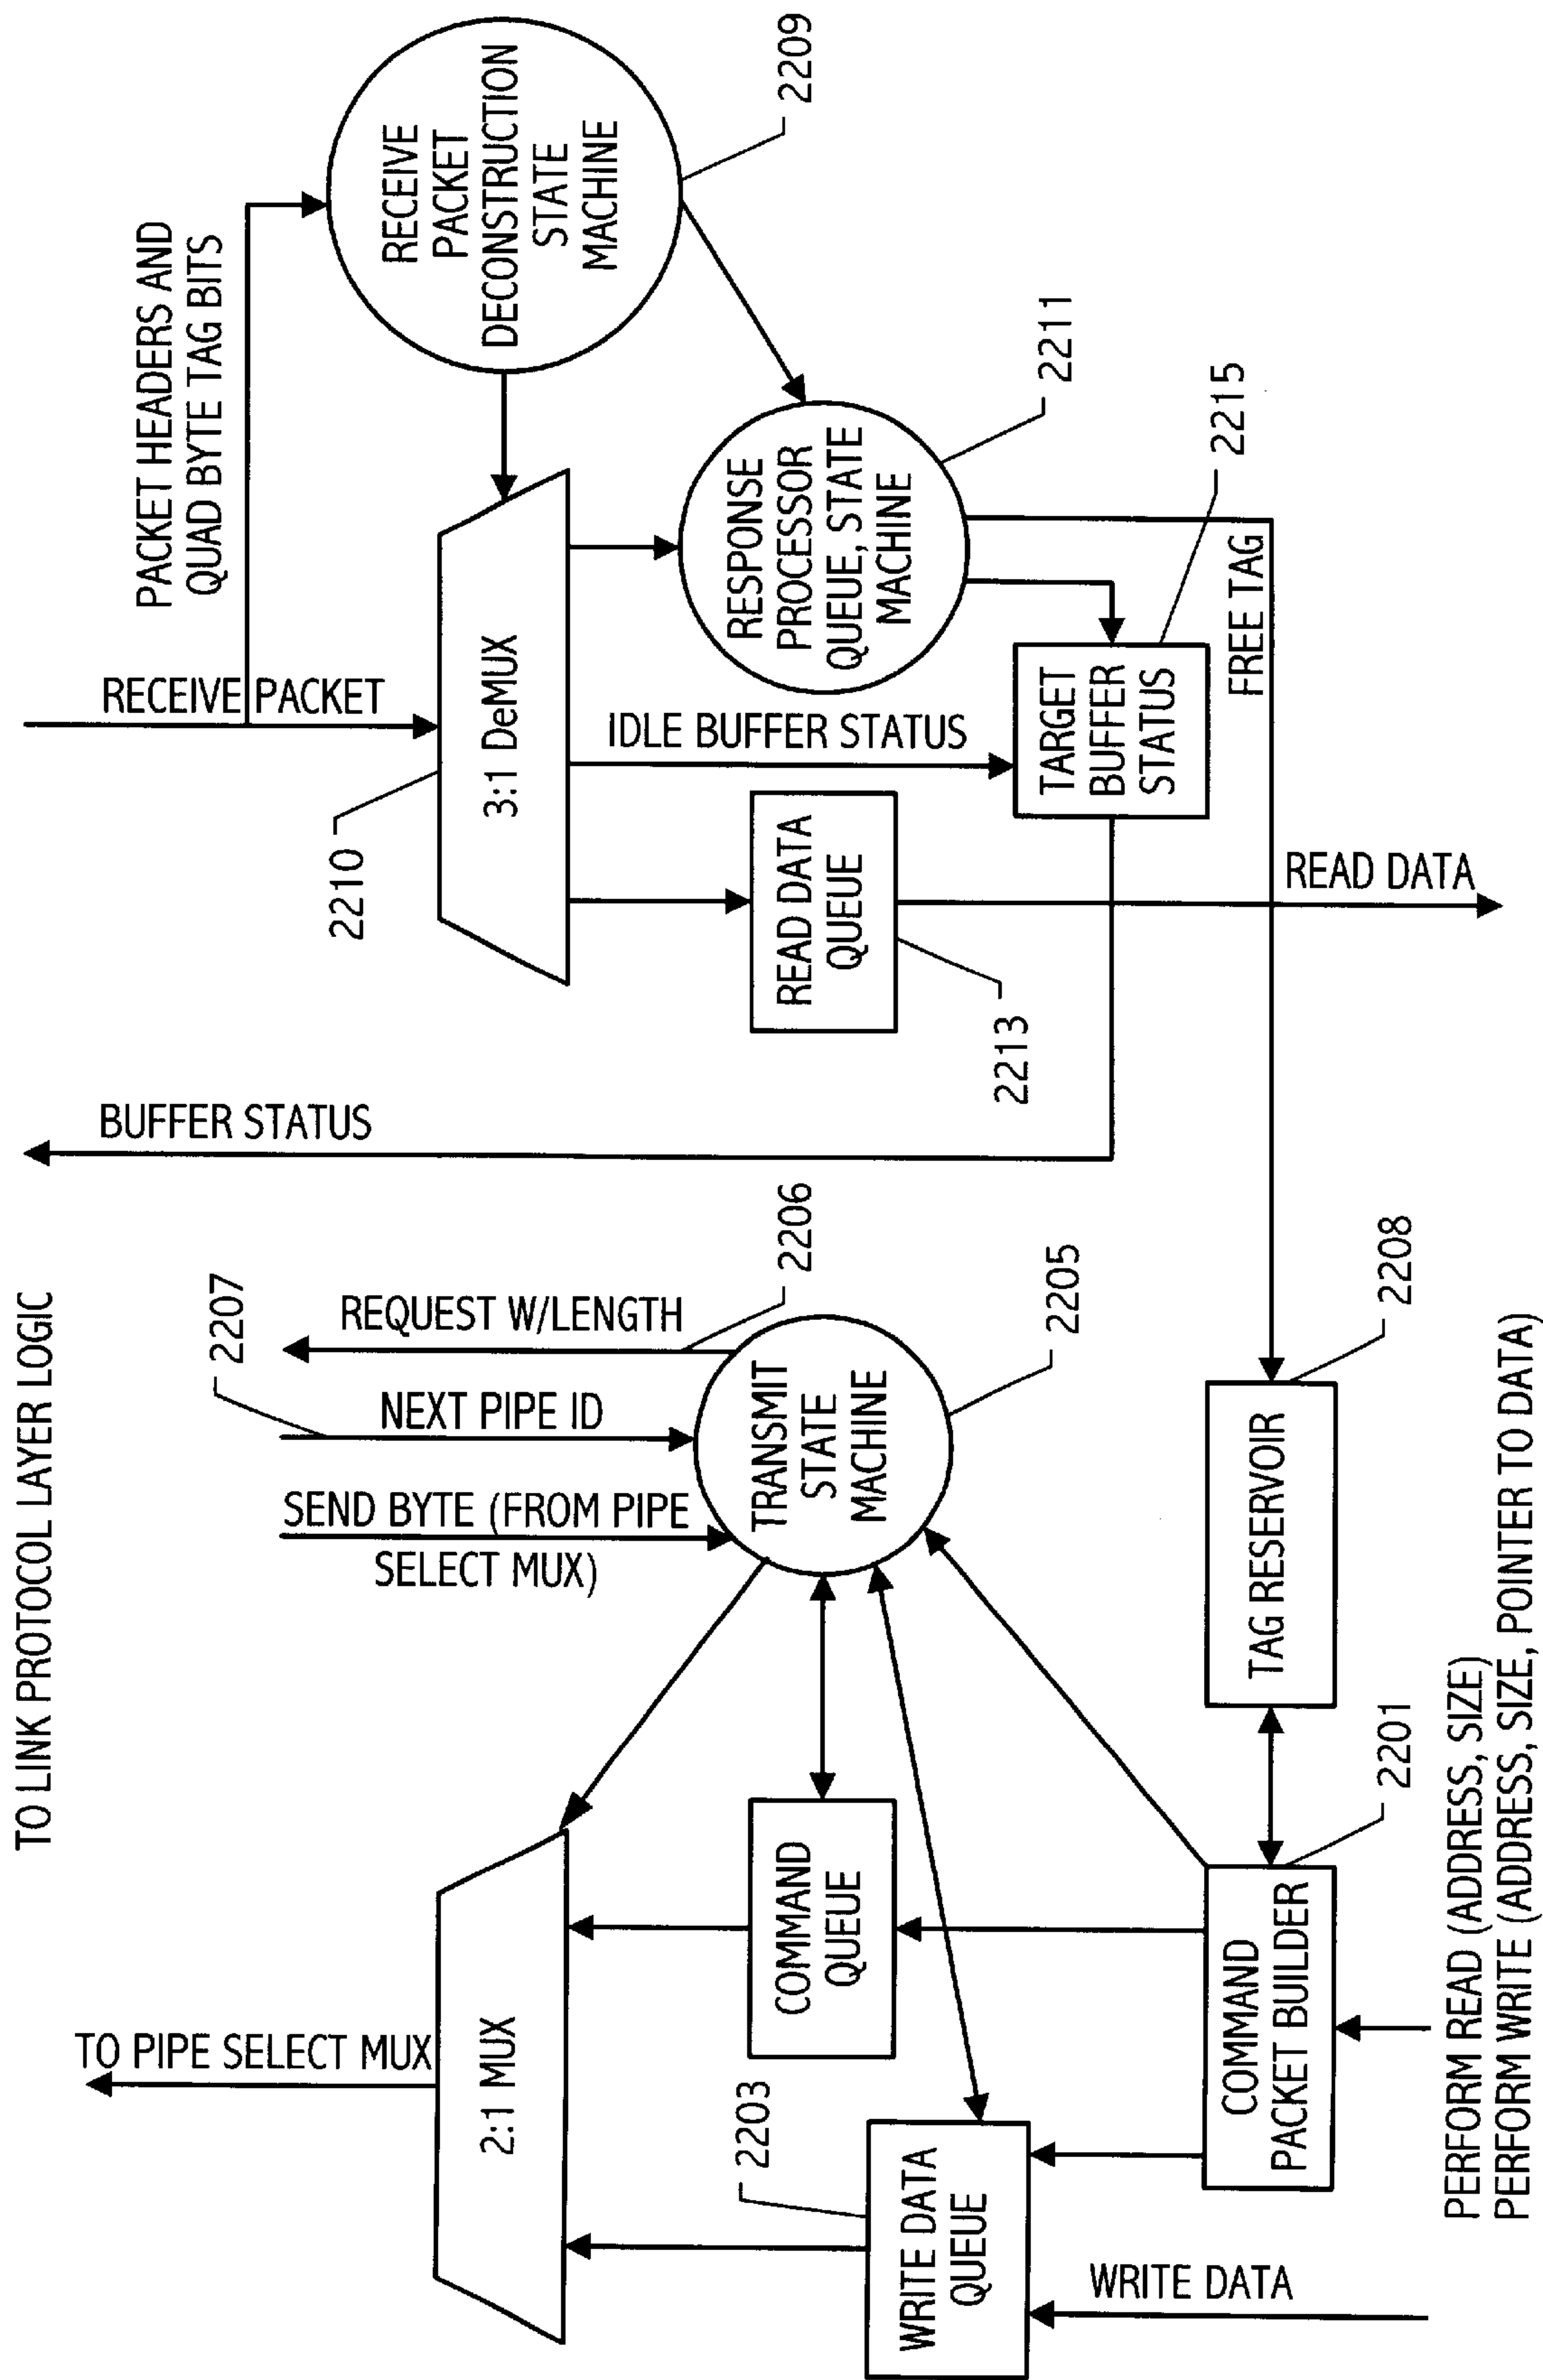 TO LINK PROTOCOL LAYER LOGIC
TO PIPE SELECT MUX
2:1 MUX
SEND BYTE (FROM PIPE
SELECT MUX)
NEXT PIPE ID
2207
REQUEST W/LENGTH
2206
TRANSMIT
STATE
MACHINE
2205
COMMAND
QUEUE
2203
WRITE DATA
QUEUE
WRITE DATA
COMMAND
PACKET BUILDER
2201
TAG RESERVOIR
2208
PERFORM READ (ADDRESS, SIZE)
PERFORM WRITE (ADDRESS, SIZE, POINTER TO DATA)
BUFFER STATUS
RECEIVE PACKET
PACKET HEADERS AND
QUAD BYTE TAG BITS
RECEIVE
PACKET
DECONSTRUCTION
STATE
MACHINE
2209
2210
3:1 DeMUX
RESPONSE
PROCESSOR
QUEUE, STATE
MACHINE
2211
IDLE BUFFER STATUS
READ DATA
QUEUE
2213
TARGET
BUFFER
STATUS
2215
FREE TAG
READ DATA